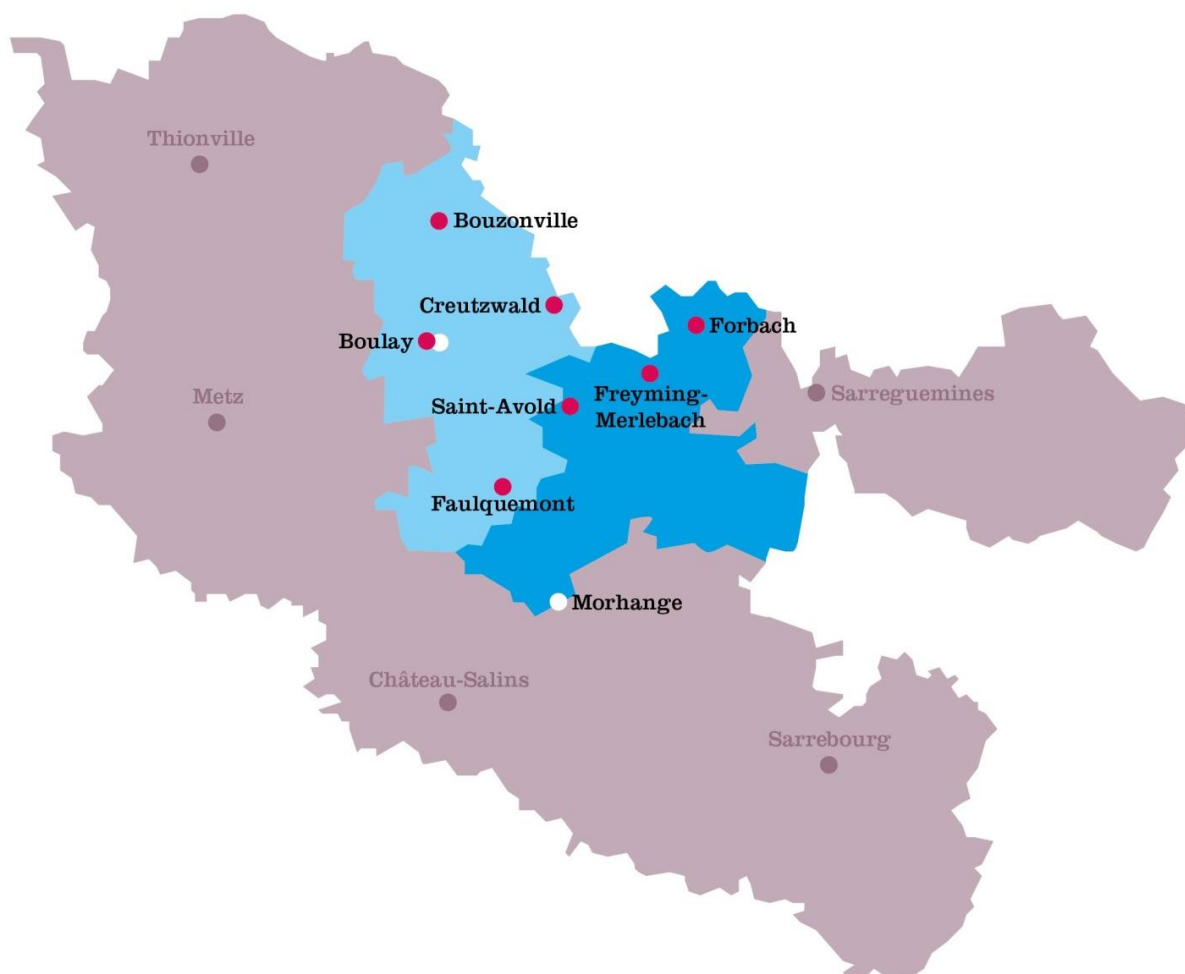 Thionville
Bouzonville
Creutzwald
Forbach
Boulay
Freyming-
Merlebach
Sarreguemines
Metz
Saint-Avold
Faulquemont
Morhange
Château-Salins
Sarrebourg